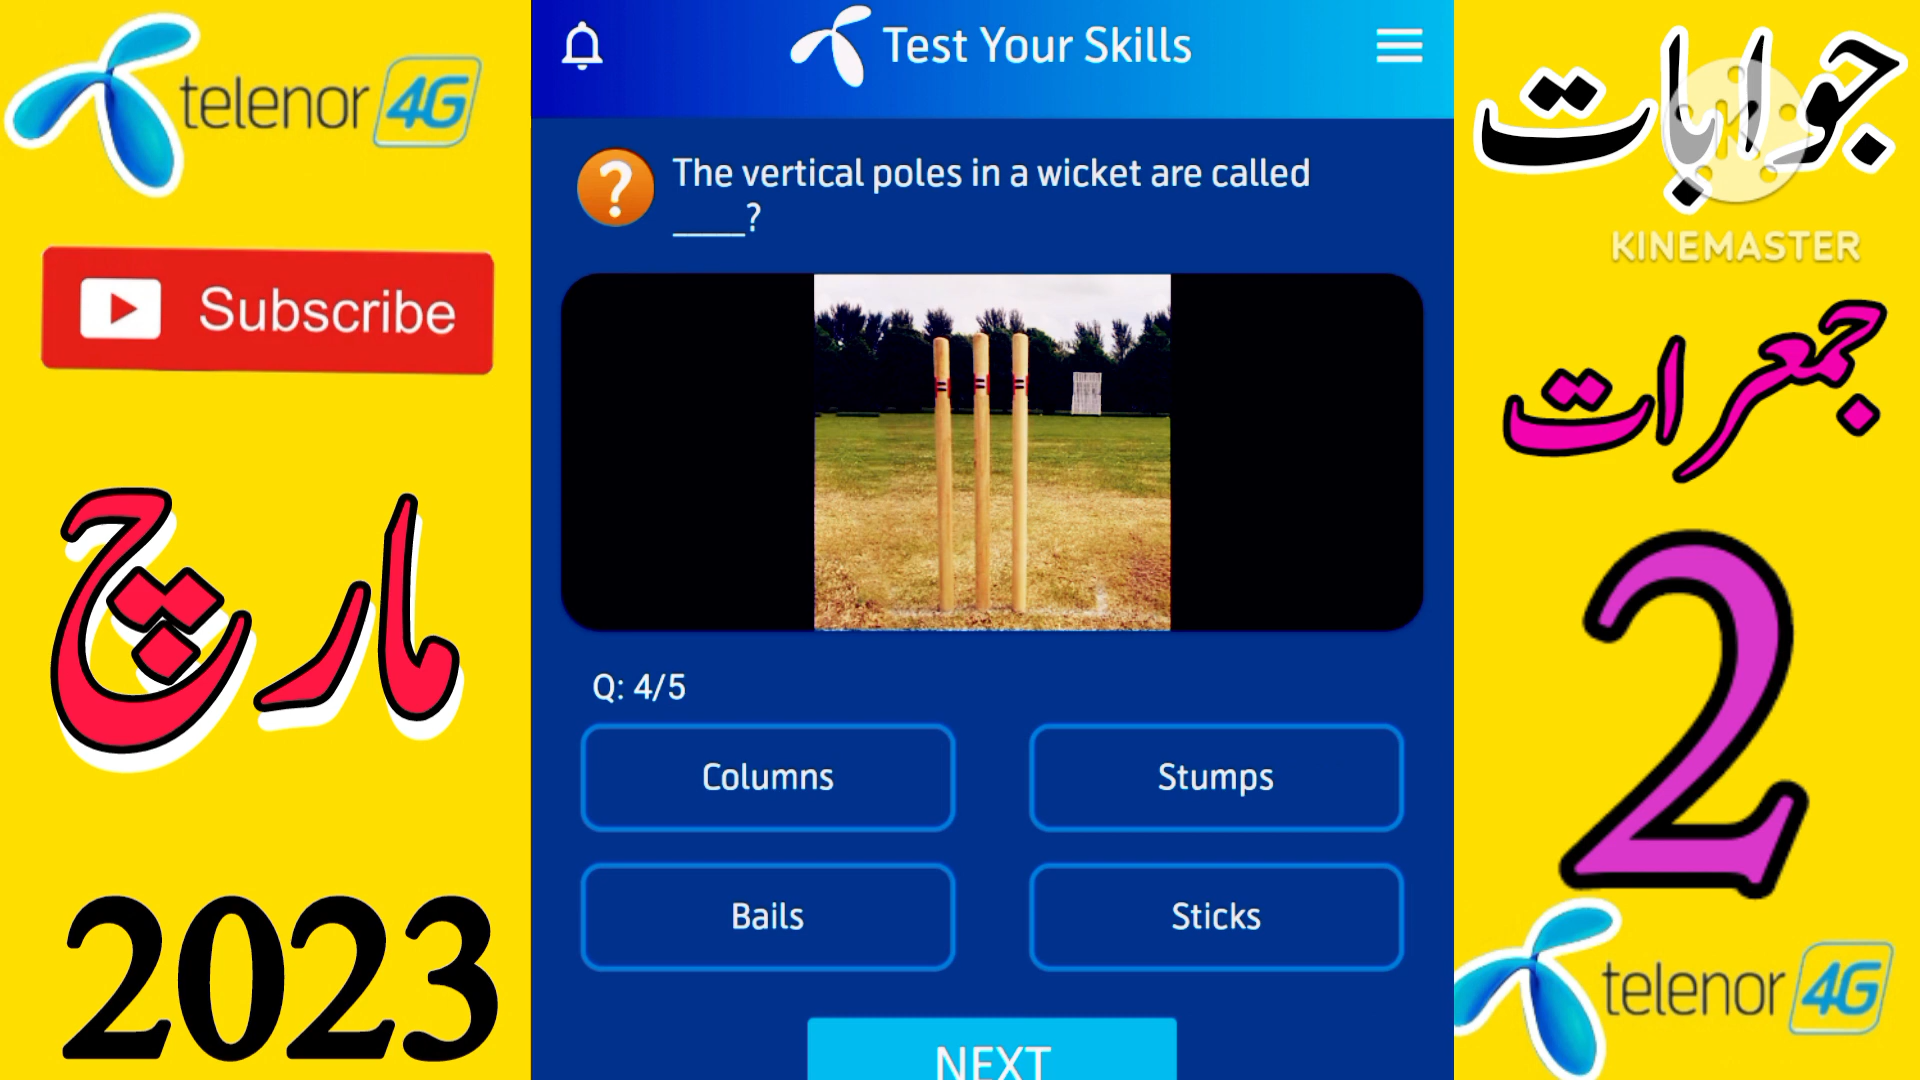 telenor 4G
Subscribe
مارچ
2023
Test Your Skills
The vertical poles in a wicket are called
____?
Q: 4/5
Columns
Stumps
Bails
Sticks
NEXT
جوابات
KINEMASTER
جمعرات
2
telenor 4G